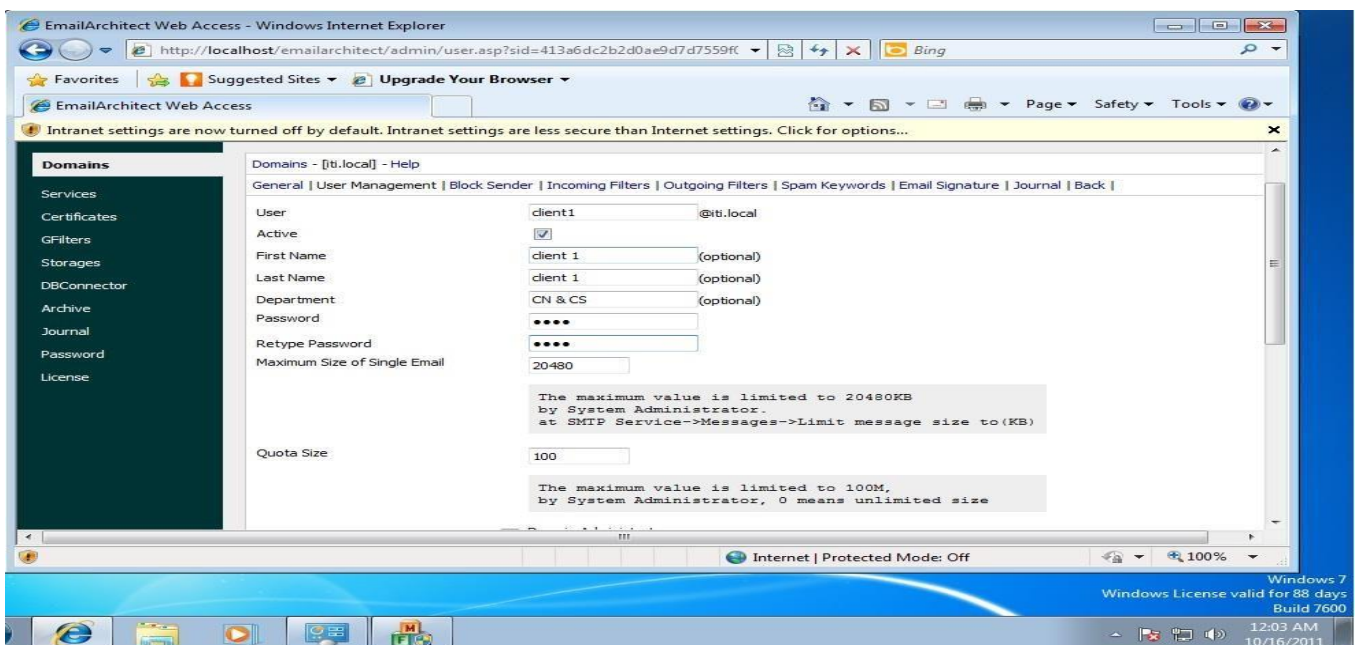 EmailArchitect Web Access - Windows Internet Explorer
http://localhost/emailarchitect/admin/user.asp?sid=413a6dc2b2d0ae9d7d7559f( Bing
Favorites Suggested Sites Upgrade Your Browser
EmailArchitect Web Access Page Safety Tools
Intranet settings are now turned off by default. Intranet settings are less secure than Internet settings. Click for options...
Domains
Services
Certificates
GFilters
Storages
DBConnector
Archive
Journal
Password
License
Domains - [iti.local] - Help
General | User Management | Block Sender | Incoming Filters | Outgoing Filters | Spam Keywords | Email Signature | Journal | Back |
User client1 @iti.local
Active
First Name client 1 (optional)
Last Name client 1 (optional)
Department CN & CS (optional)
Password ••••
Retype Password ••••
Maximum Size of Single Email 20480
The maximum value is limited to 20480KB
by System Administrator.
at SMTP Service->Messages->Limit message size to(KB)
Quota Size 100
The maximum value is limited to 100M,
by System Administrator, 0 means unlimited size
Internet | Protected Mode: Off 100%
Windows 7
Windows License valid for 88 days
Build 7600
12:03 AM
10/16/2011